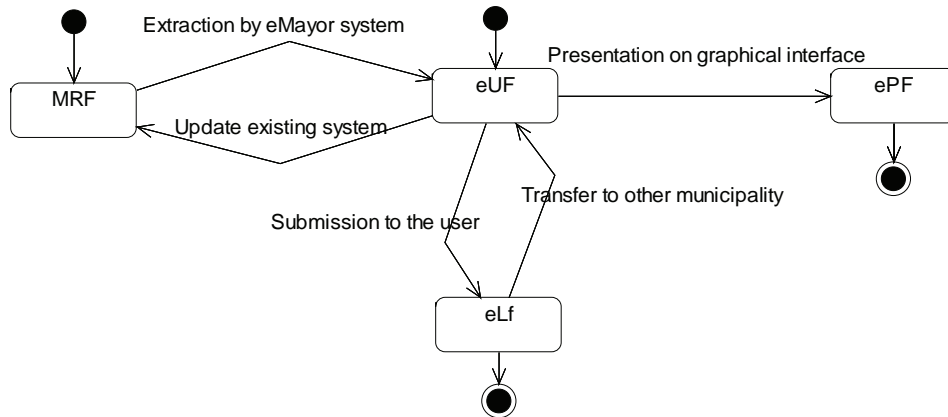 Extraction by eMayor system
Presentation on graphical interface
MRF
eUF
ePF
Update existing system
Transfer to other municipality
Submission to the user
eLf